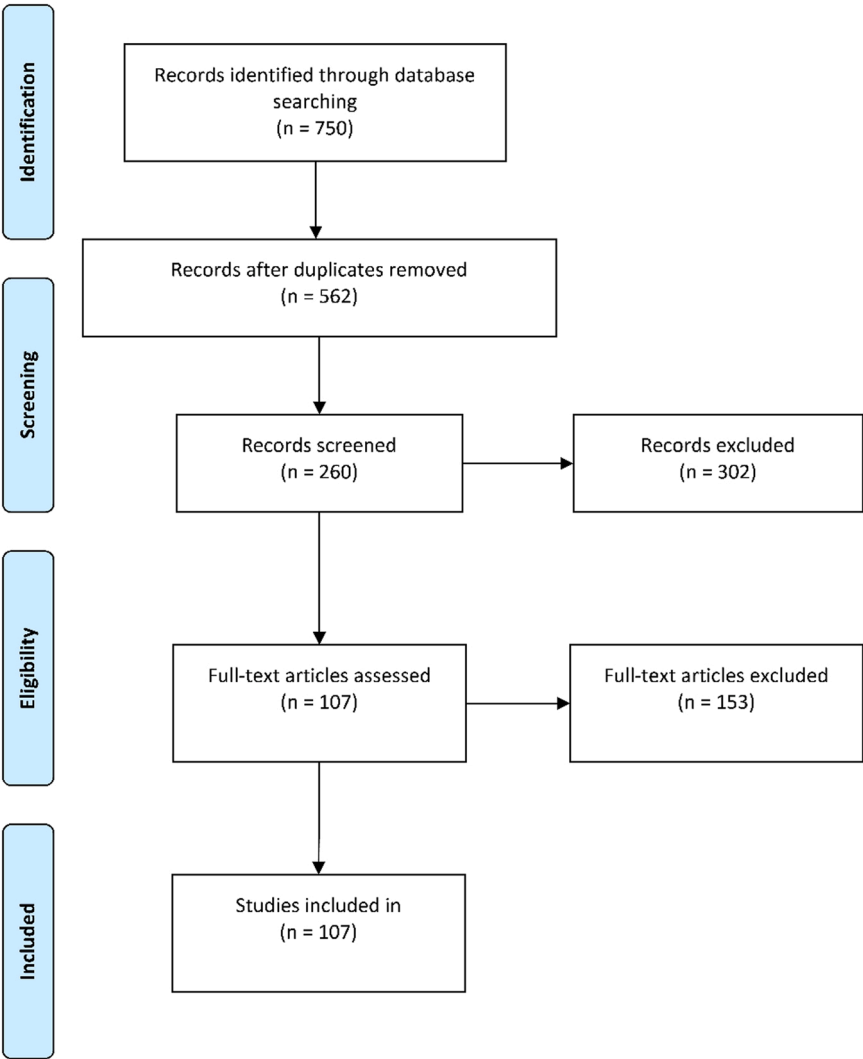 Identification
Records identified through database
searching
(n = 750)
Records after duplicates removed
(n = 562)
Screening
Records screened
(n = 260)
Records excluded
(n = 302)
Eligibility
Full-text articles assessed
(n = 107)
Full-text articles excluded
(n = 153)
Included
Studies included in
(n = 107)